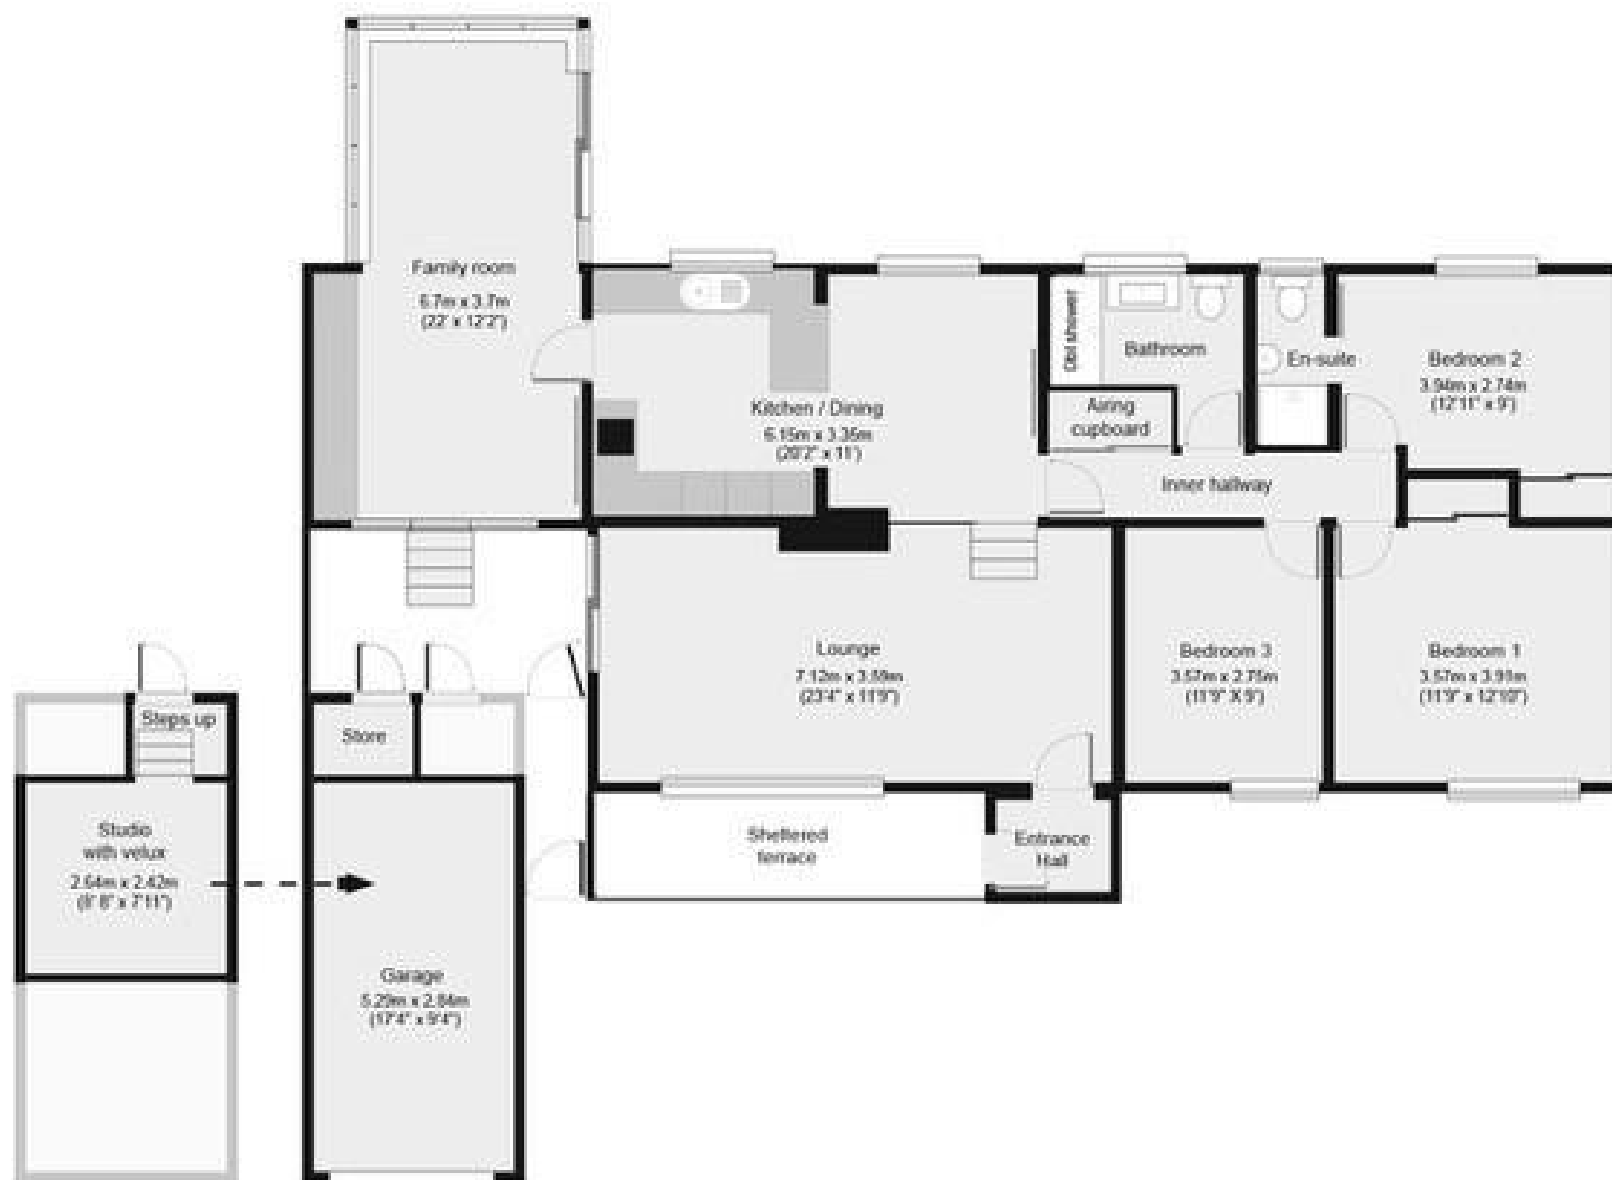 Family room
6.7m x 3.7m
(22' x 12'2")
Kitchen / Dining
6.15m x 3.35m
(20'2" x 11')
Dbl shower
Bathroom
Airing
cupboard
En-suite
Bedroom 2
3.94m x 2.74m
(12'11" x 9')
Inner hallway
Lounge
7.12m x 3.59m
(23'4" x 11'9")
Bedroom 3
3.57m x 2.75m
(11'9" X 9')
Bedroom 1
3.57m x 3.91m
(11'9" x 12'10")
Steps up
Store
Studio
with velux
2.64m x 2.42m
(8' 8" x 7'11")
Sheltered
terrace
Entrance
Hall
Garage
5.29m x 2.84m
(17'4" x 9'4")